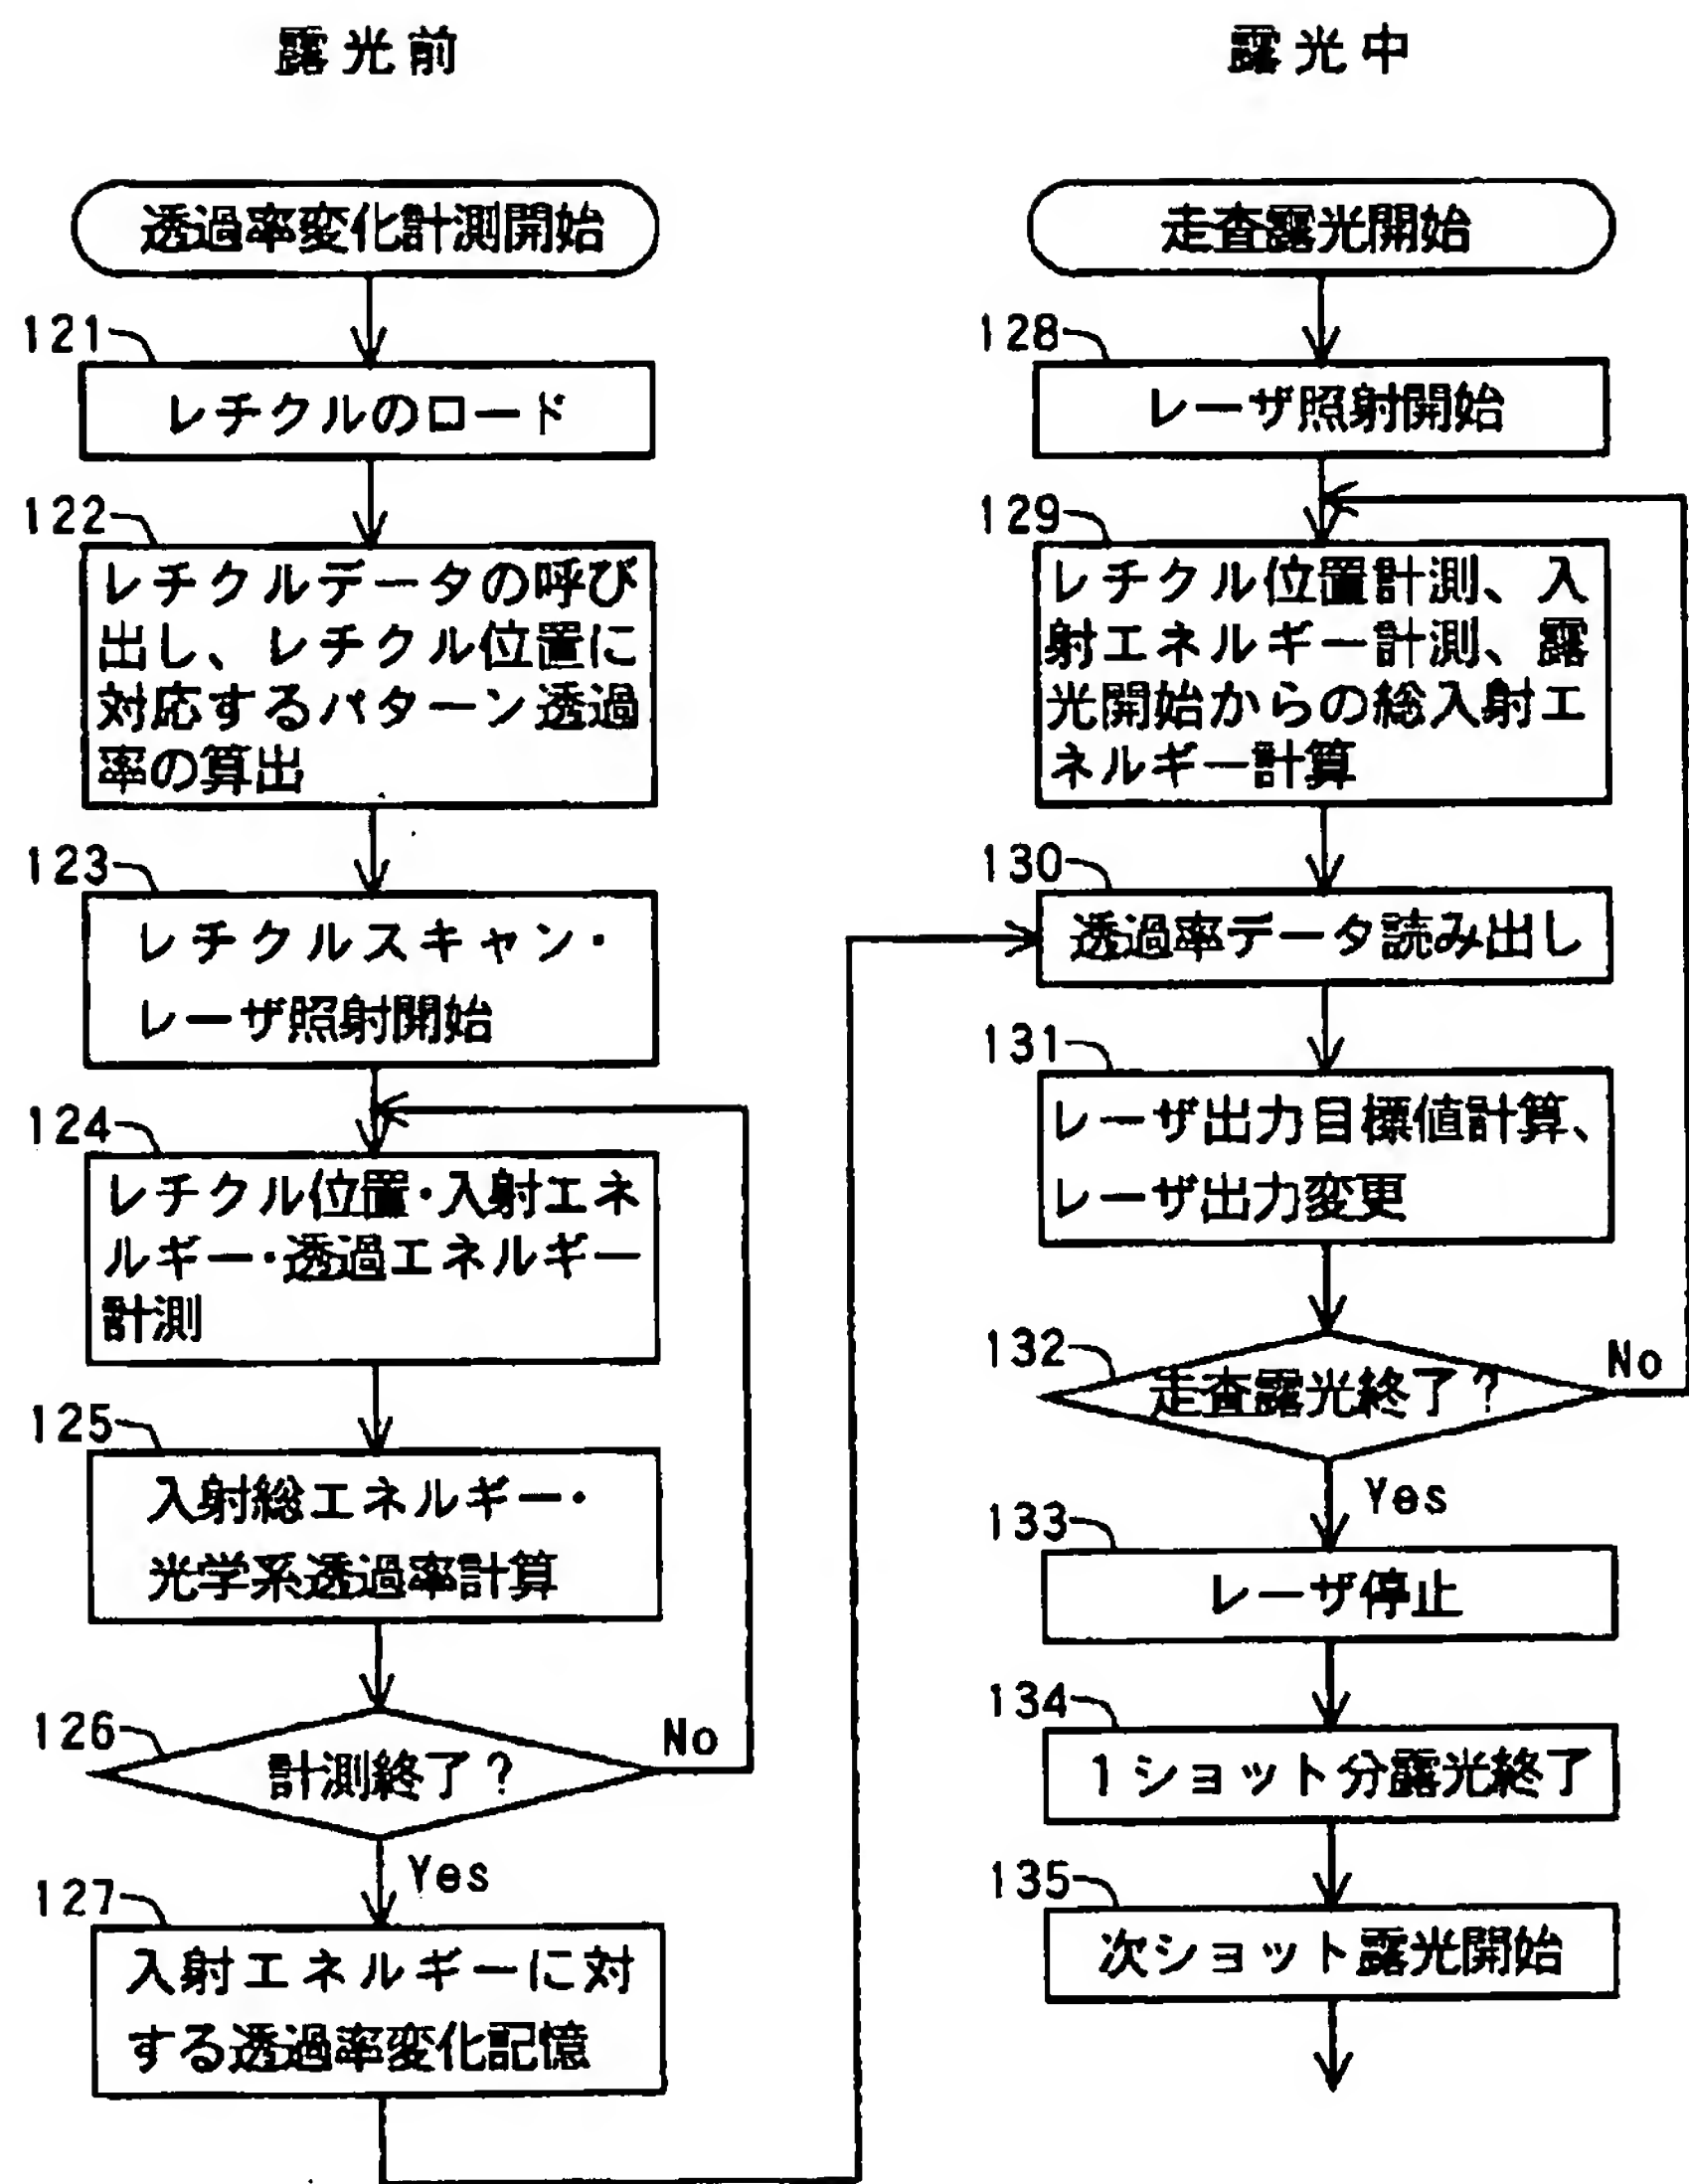 露光前
透過率変化計測開始
121
レチクルのロード
122
レチクルデータの呼び
出し、レチクル位置に
対応するパターン透過
率の算出
123
レチクルスキャン・
レーザ照射開始
124
レチクル位置・入射エネ
ルギー・透過エネルギー
計測
125
入射総エネルギー・
光学系透過率計算
126
計測終了?
No
Yes
127
入射エネルギーに対
する透過率変化記憶
露光中
走査露光開始
128
レーザ照射開始
129
レチクル位置計測、入
射エネルギー計測、露
光開始からの総入射エ
ネルギー計算
130
透過率データ読み出し
131
レーザ出力目標値計算、
レーザ出力変更
132
走査露光終了?
No
Yes
133
レーザ停止
134
1ショット分露光終了
135
次ショット露光開始